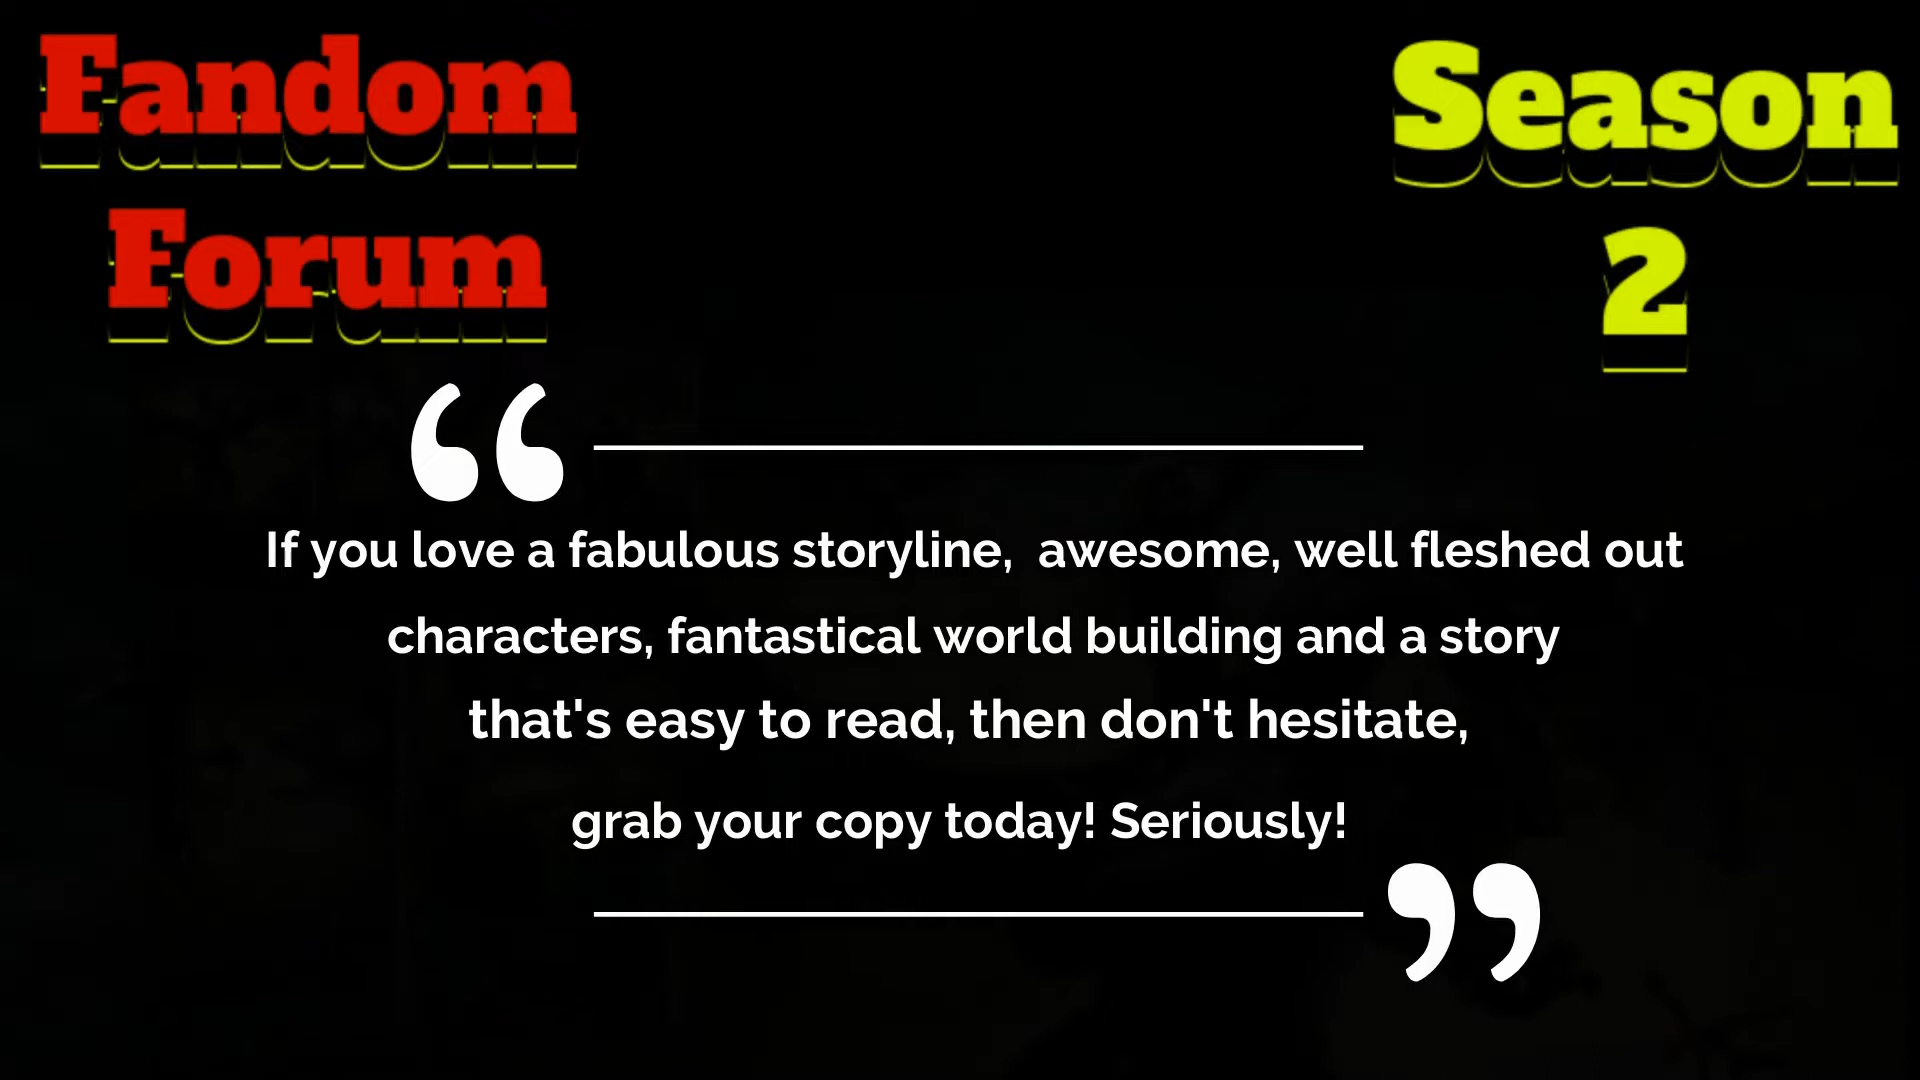 Fandom
Forum
Season
2
“
If you love a fabulous storyline,  awesome, well fleshed out
characters, fantastical world building and a story
that's easy to read, then don't hesitate,
grab your copy today! Seriously!
”